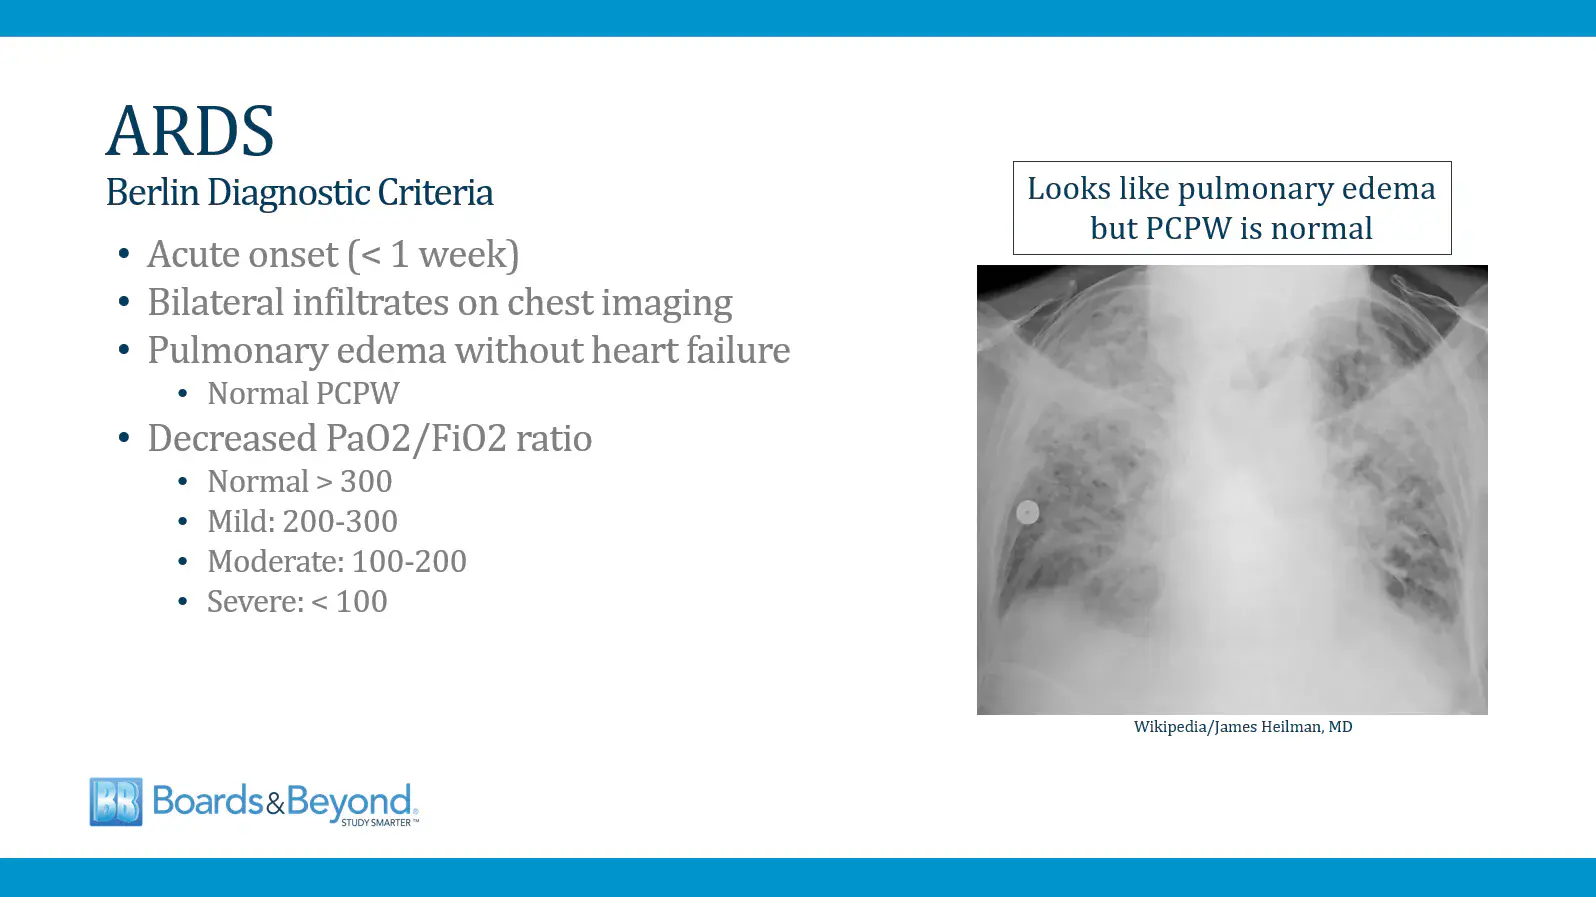 ARDS
Berlin Diagnostic Criteria
• Acute onset (< 1 week)
• Bilateral infiltrates on chest imaging
• Pulmonary edema without heart failure
• Normal PCPW
• Decreased PaO2/FiO2 ratio
• Normal > 300
• Mild: 200-300
• Moderate: 100-200
• Severe: < 100
Looks like pulmonary edema
but PCPW is normal
Wikipedia/James Heilman, MD
BB Boards&Beyond®
STUDY SMARTER™